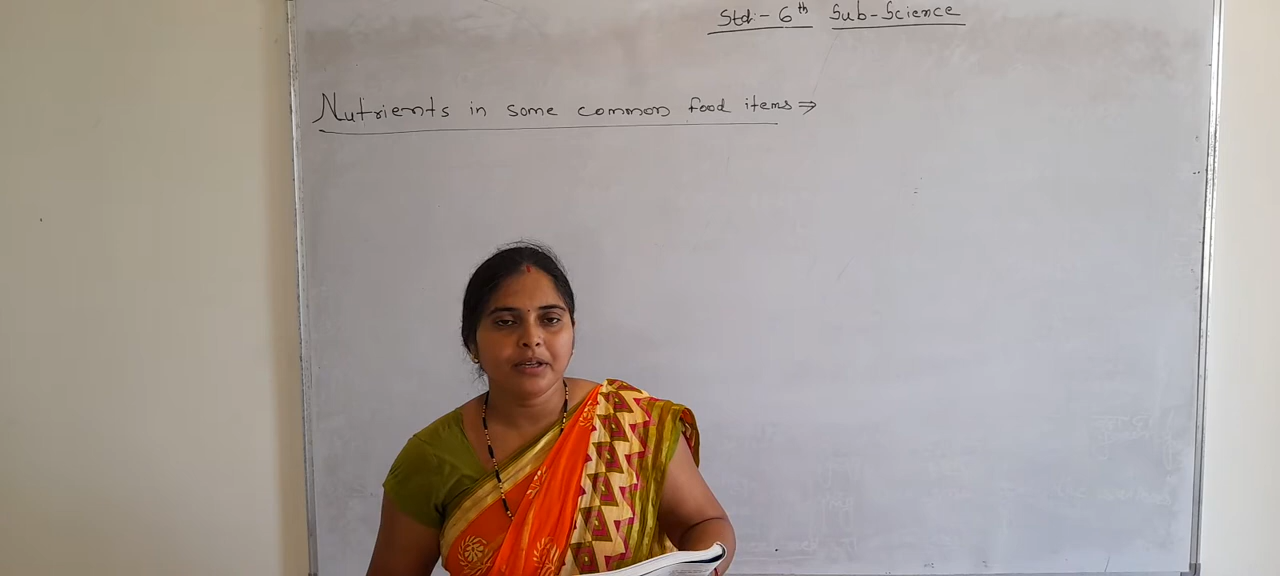 Std:- 6th Sub-Science
Nutrients in some common food items ⇒